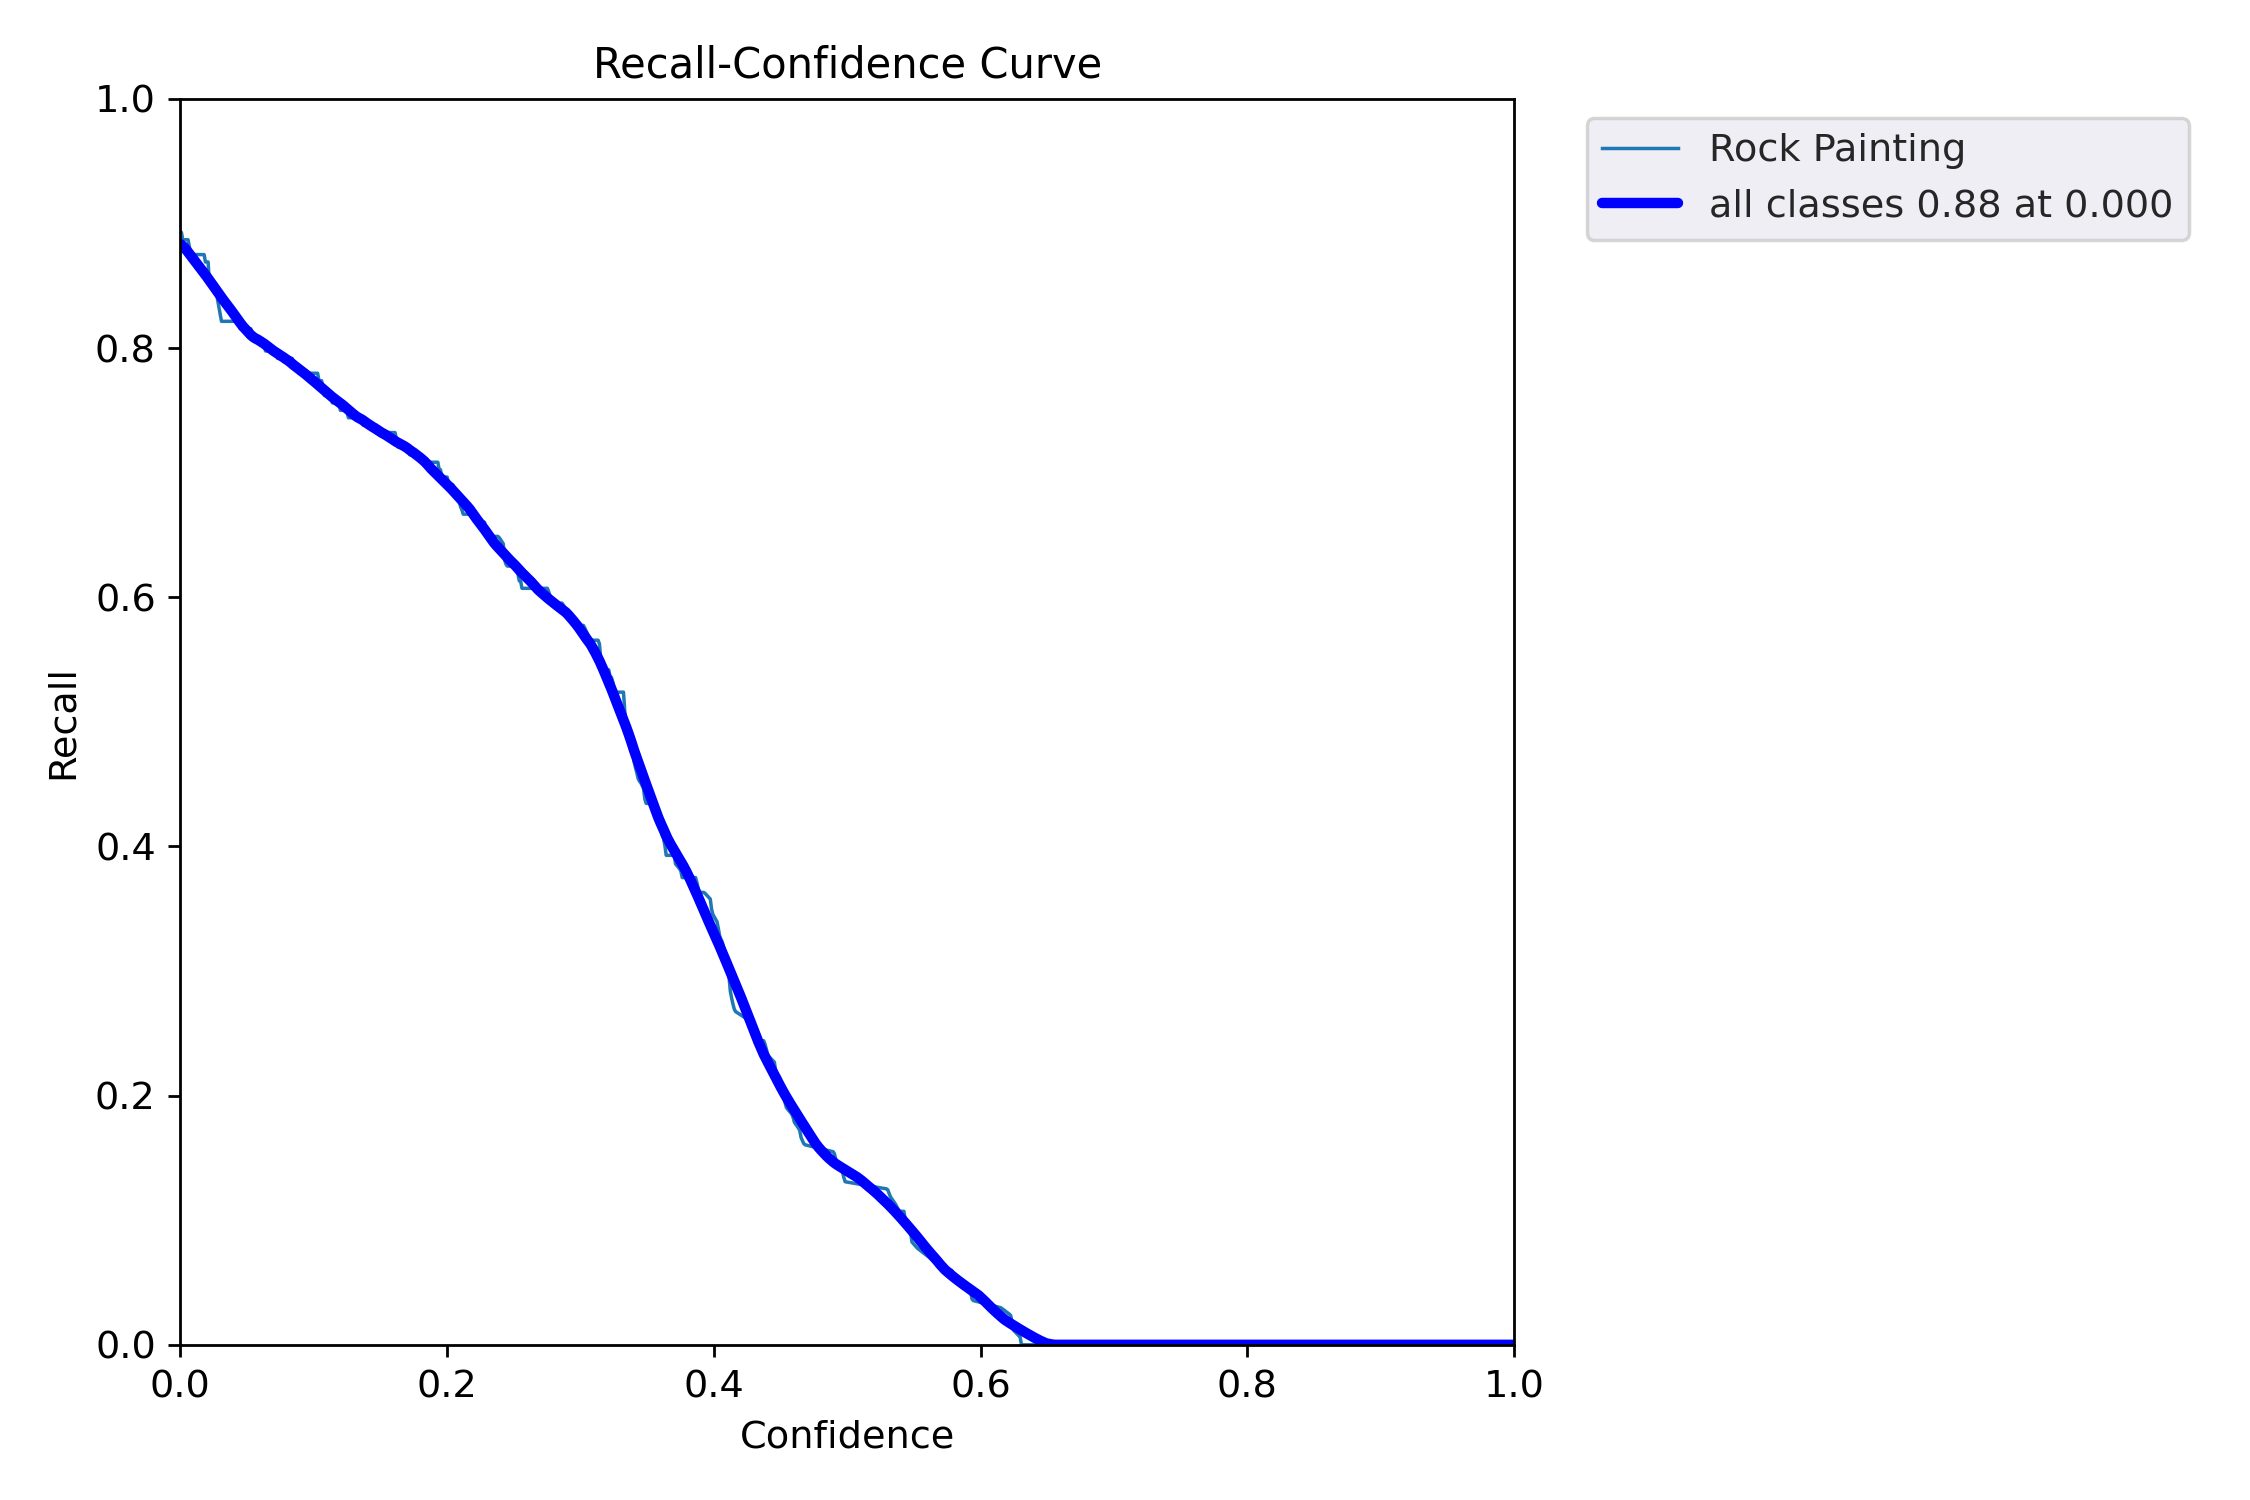 Recall-Confidence Curve
Rock Painting
all classes 0.88 at 0.000
1.0
0.8
0.6
0.4
0.2
0.0
Recall
0.0 0.2 0.4 0.6 0.8 1.0
Confidence